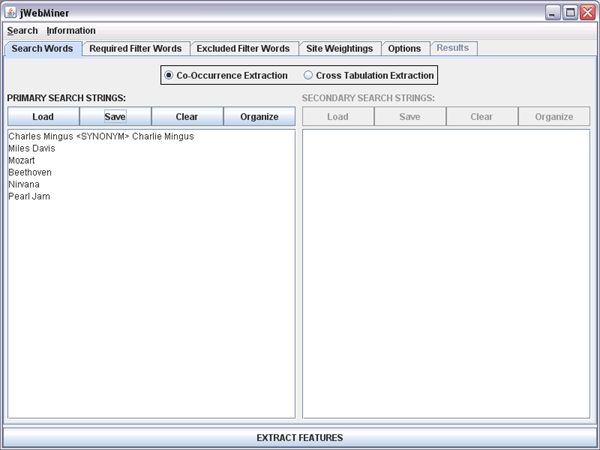 jWebMiner
Search Information
Search Words Required Filter Words Excluded Filter Words Site Weightings Options Results
Co-Occurrence Extraction Cross Tabulation Extraction
PRIMARY SEARCH STRINGS: SECONDARY SEARCH STRINGS:
Load Save Clear Organize Load Save Clear Organize
Charles Mingus <SYNONYM> Charlie Mingus
Miles Davis
Mozart
Beethoven
Nirvana
Pearl Jam
EXTRACT FEATURES